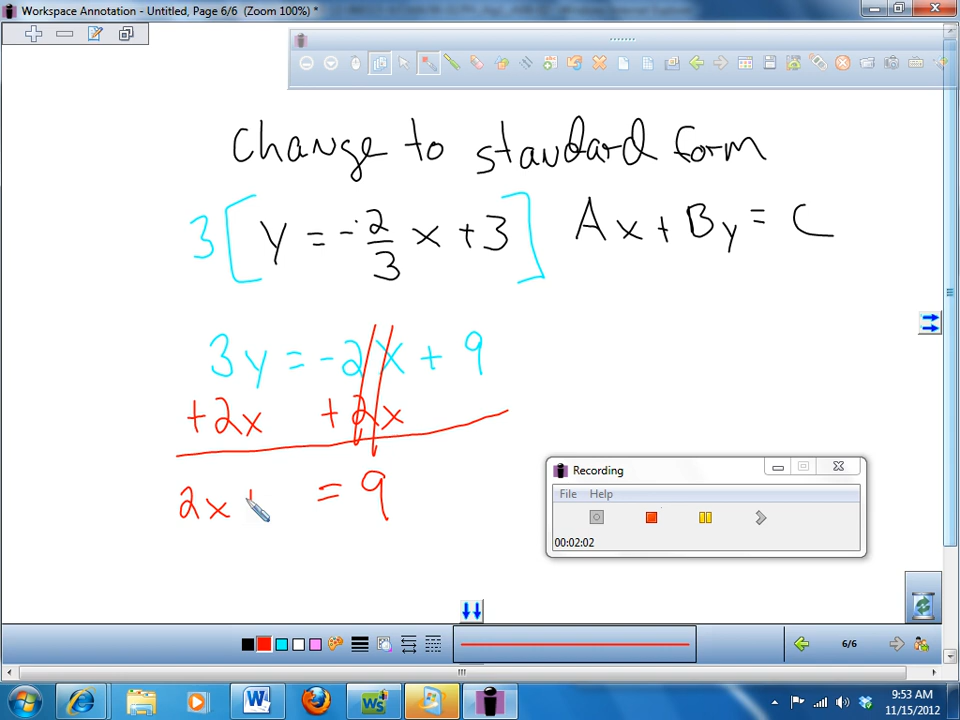 Workspace Annotation - Untitled, Page 6/6 (Zoom 100%) *
change to standard form
3 [ y = -2/3 x + 3 ] Ax + By = C
3y = -2x + 9
+2x +2x
2x + = 9
Recording
File Help
00:02:02
6/6
9:53 AM
11/15/2012